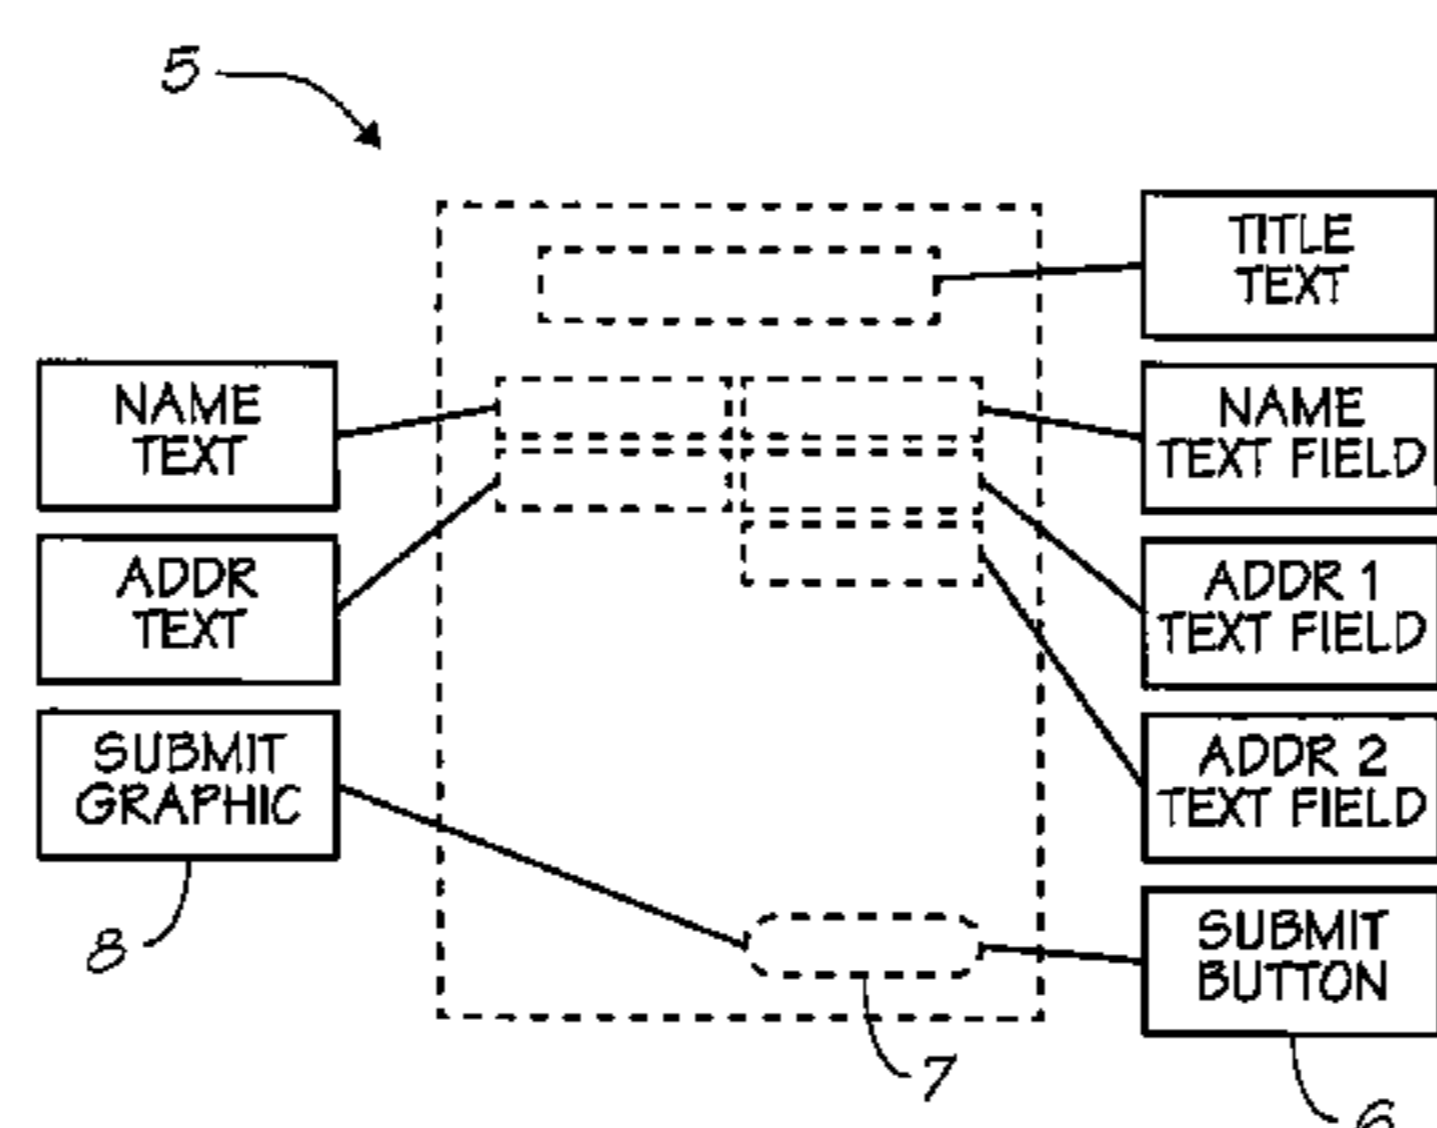 5
TITLE
TEXT
NAME
TEXT
NAME
TEXT FIELD
ADDR
TEXT
ADDR 1
TEXT FIELD
SUBMIT
GRAPHIC
ADDR 2
TEXT FIELD
8
SUBMIT
BUTTON
7
6